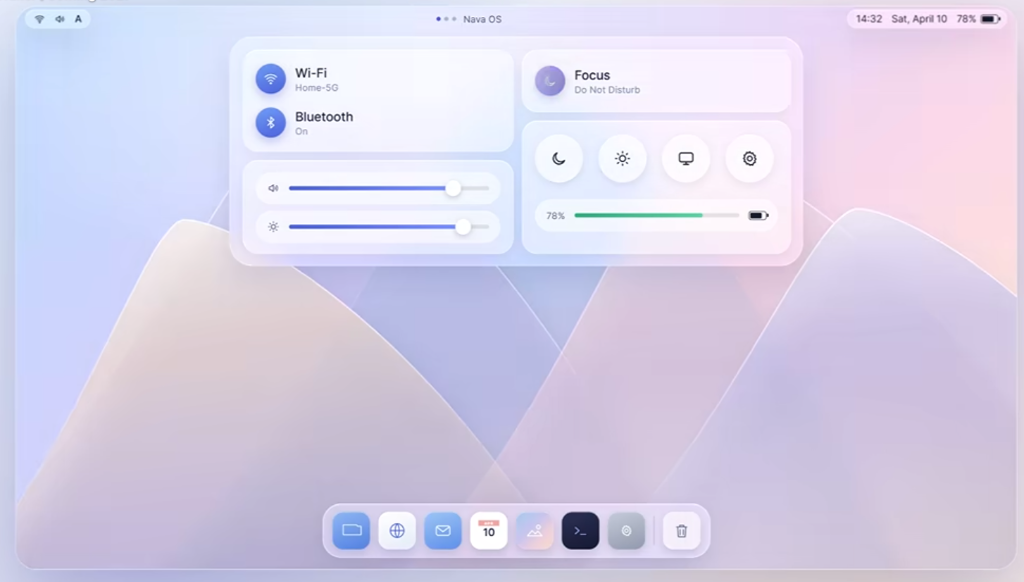 A
Nava OS
14:32 Sat, April 10 78%
Wi-Fi
Home-5G
Bluetooth
On
Focus
Do Not Disturb
78%
10
>_